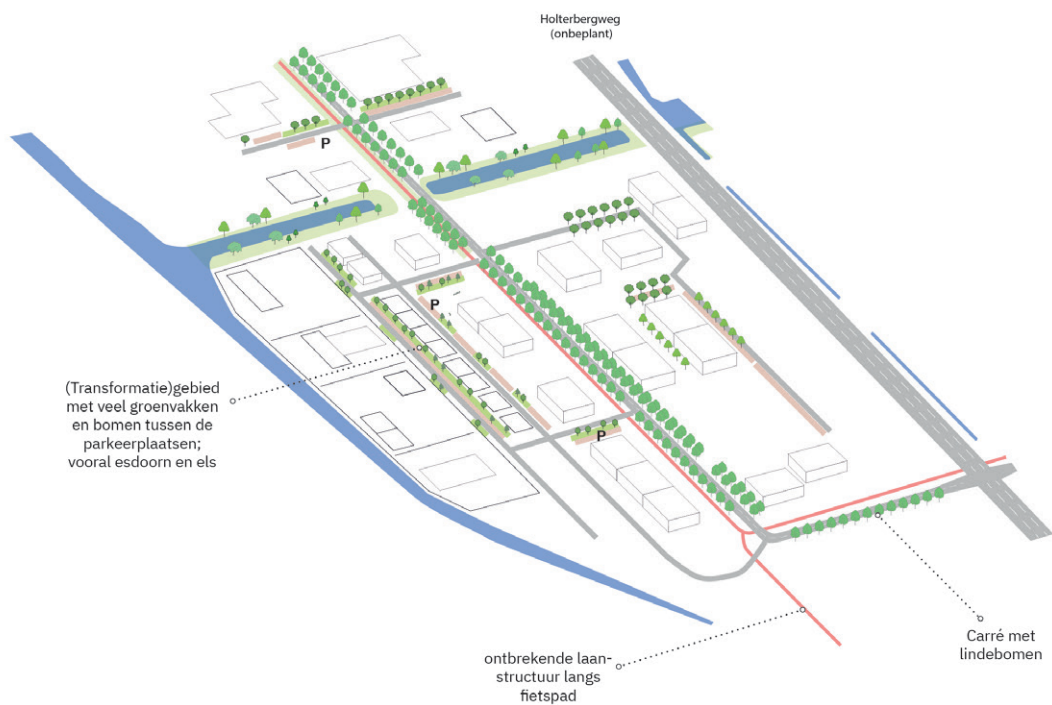 Holterbergweg
(onbeplant)
P
P
P
(Transformatie)gebied
met veel groenvakken
en bomen tussen de
parkeerplaatsen;
vooral esdoorn en els
Carré met
lindebomen
ontbrekende laan-
structuur langs
fietspad